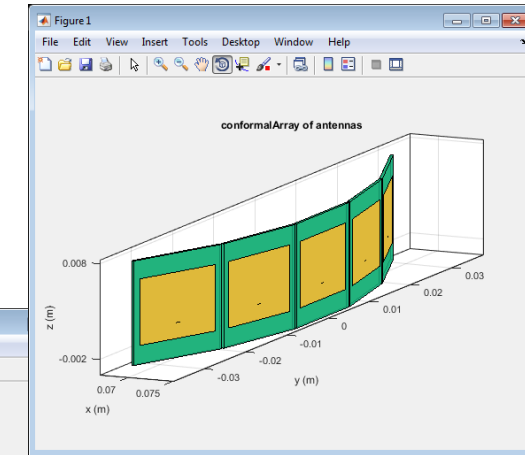 Figure 1
File Edit View Insert Tools Desktop Window Help
conformalArray of antennas
0.008
-0.002
z (m)
0.07
0.075
x (m)
-0.03
-0.02
-0.01
0
0.01
0.02
0.03
y (m)